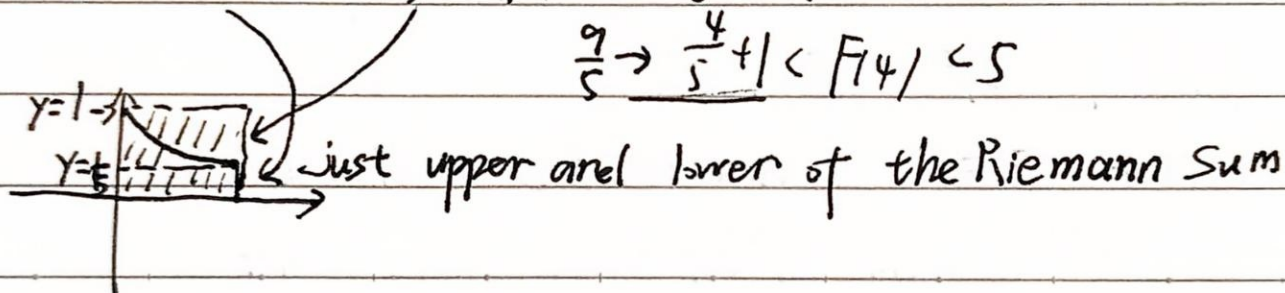 9/5 → 4/5 + 1 < F(4) < 5
y=1
y=1/5
just upper and lower of the Riemann Sum